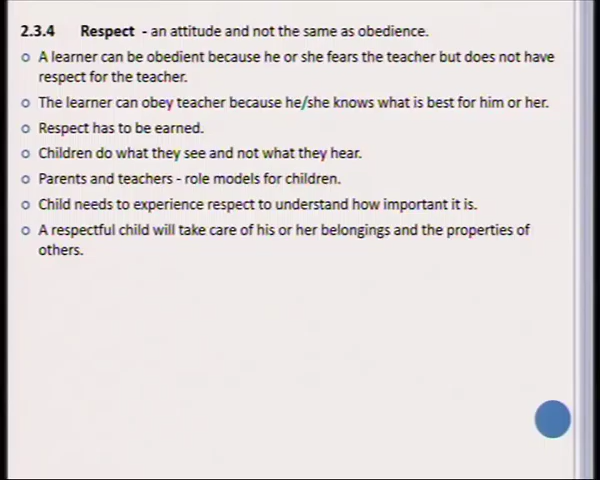 2.3.4 Respect - an attitude and not the same as obedience.
A learner can be obedient because he or she fears the teacher but does not have
respect for the teacher.
The learner can obey teacher because he/she knows what is best for him or her.
Respect has to be earned.
Children do what they see and not what they hear.
Parents and teachers - role models for children.
Child needs to experience respect to understand how important it is.
A respectful child will take care of his or her belongings and the properties of
others.